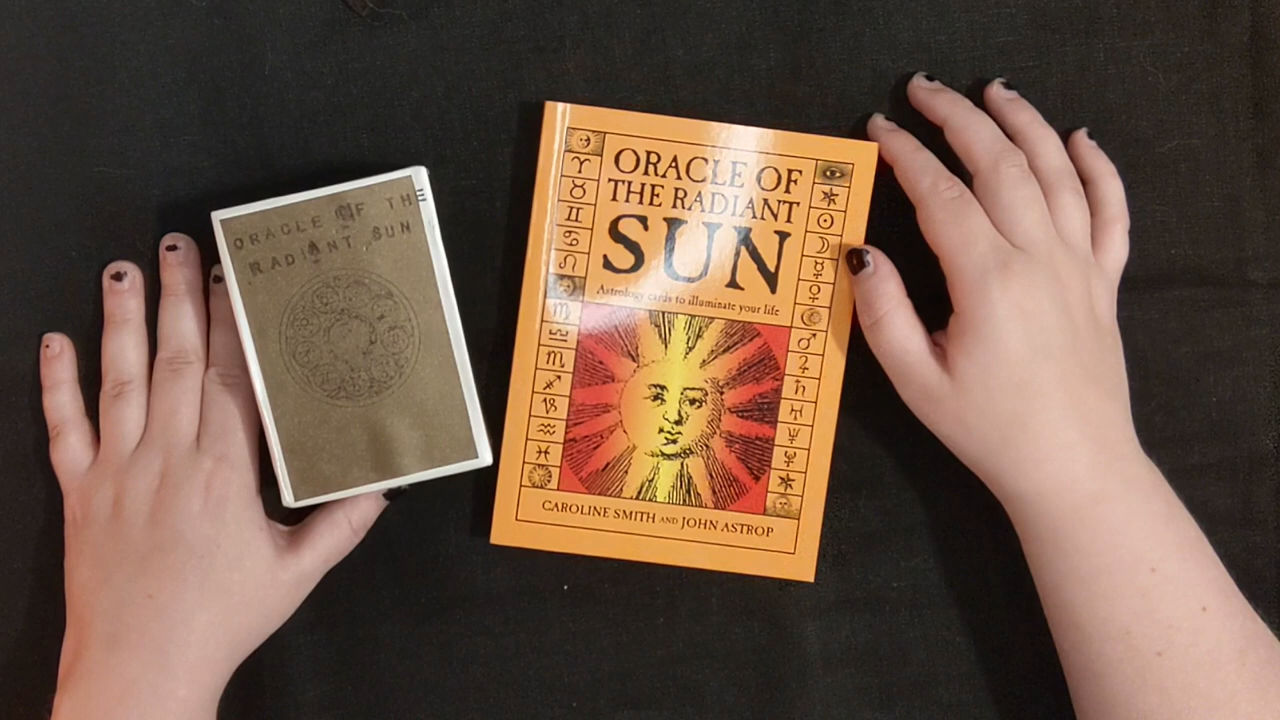 ORACLE OF THE
RADIANT SUN
ORACLE OF
THE RADIANT
SUN
Astrology cards to illuminate your life
CAROLINE SMITH AND JOHN ASTROP